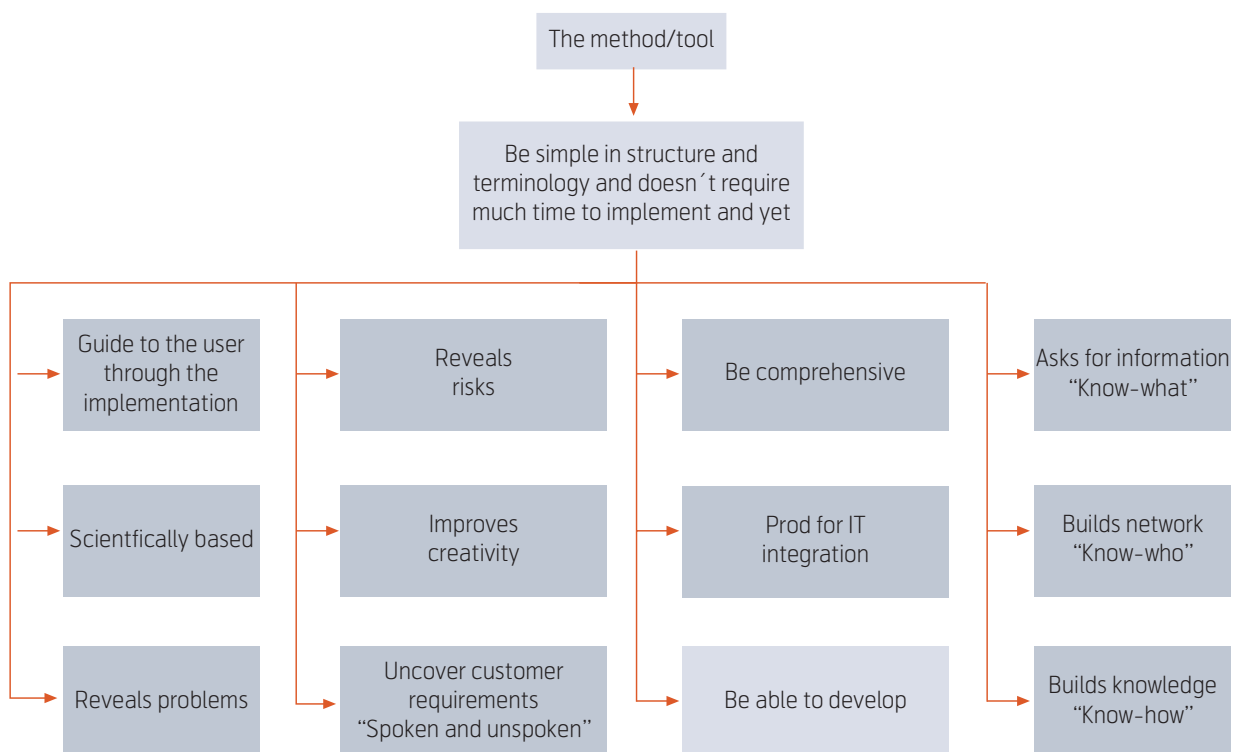 The method/tool
Be simple in structure and
terminology and doesn´t require
much time to implement and yet
Guide to the user
through the
implementation
Reveals
risks
Be comprehensive
Asks for information
“Know-what”
Scientfically based
Improves
creativity
Prod for IT
integration
Builds network
“Know-who”
Reveals problems
Uncover customer
requirements
“Spoken and unspoken”
Be able to develop
Builds knowledge
“Know-how”